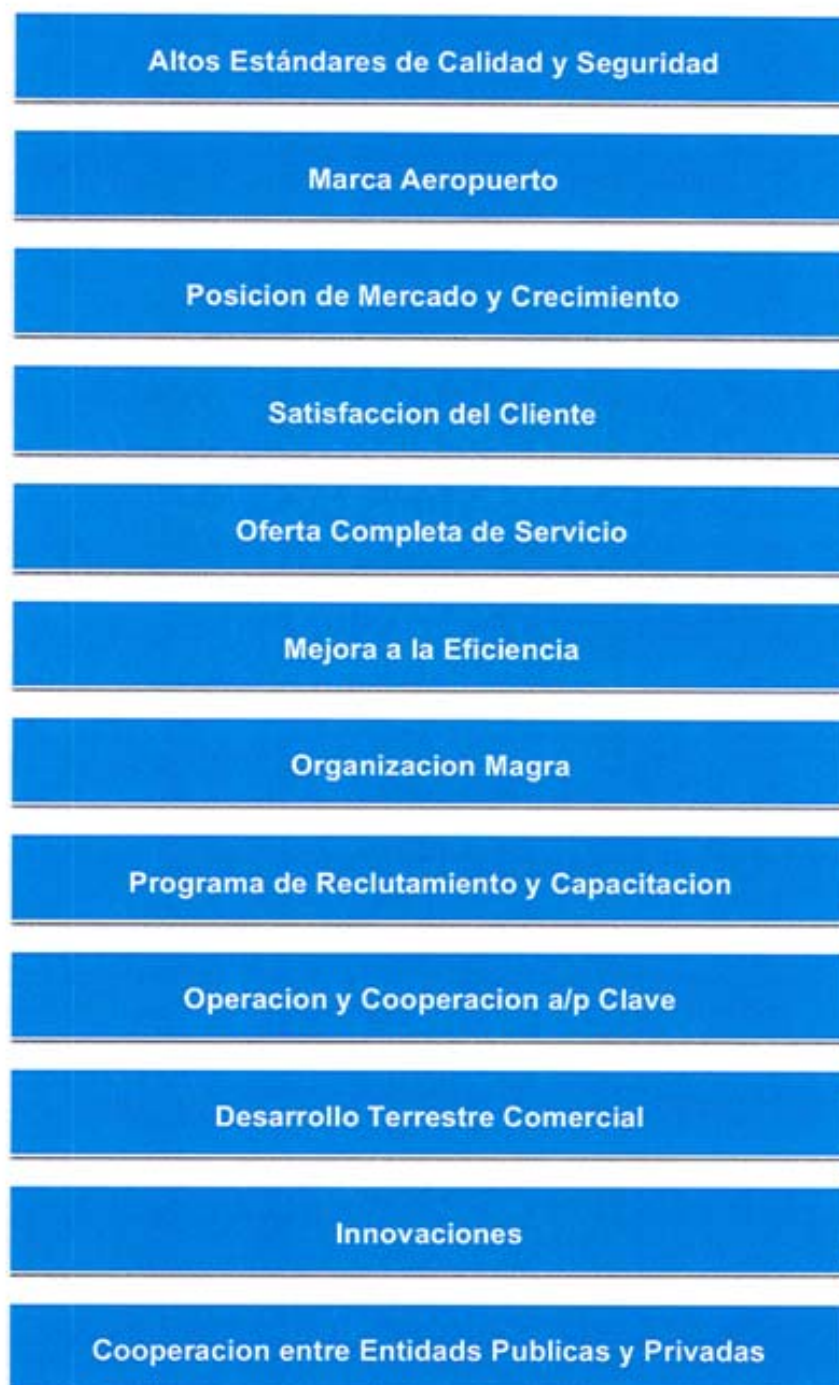 Altos Estándares de Calidad y Seguridad
Marca Aeropuerto
Posicion de Mercado y Crecimiento
Satisfaccion del Cliente
Oferta Completa de Servicio
Mejora a la Eficiencia
Organizacion Magra
Programa de Reclutamiento y Capacitacion
Operacion y Cooperacion a/p Clave
Desarrollo Terrestre Comercial
Innovaciones
Cooperacion entre Entidads Publicas y Privadas